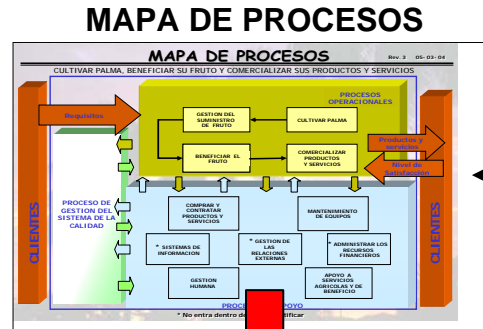 MAPA DE PROCESOS
MAPA DE PROCESOS
Rev. 3 05-03-04
CULTIVAR PALMA, BENEFICIAR SU FRUTO Y COMERCIALIZAR SUS PRODUCTOS Y SERVICIOS
PROCESOS
OPERACIONALES
Requisitos
GESTION DEL
SUMINISTRO
DE FRUTO
CULTIVAR PALMA
BENEFICIAR EL
FRUTO
COMERCIALIZAR
PRODUCTOS
Y SERVICIOS
Productos y
servicios
Nivel de
Satisfacción
CLIENTES
PROCESO DE
GESTION DEL
SISTEMA DE LA
CALIDAD
COMPRAR Y
CONTRATAR
PRODUCTOS Y
SERVICIOS
MANTENIMIENTO
DE EQUIPOS
* SISTEMAS DE
INFORMACION
* GESTION DE
LAS
RELACIONES
EXTERNAS
* ADMINISTRAR LOS
RECURSOS
FINANCIEROS
GESTION
HUMANA
APOYO A
SERVICIOS
AGRICOLAS Y DE
BENEFICIO
CLIENTES
* No entra dentro de